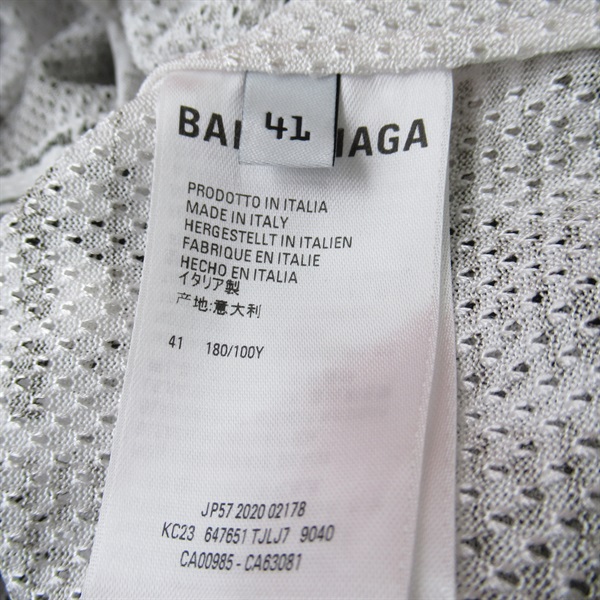 41
PRODOTTO IN ITALIA
MADE IN ITALY
HERGESTELLT IN ITALIEN
FABRIQUE EN ITALIE
HECHO EN ITALIA
イタリア製
产地:意大利
41 180/100Y
JP57 2020 02178
KC23 647651 TJLJ7 9040
CA00985 - CA63081